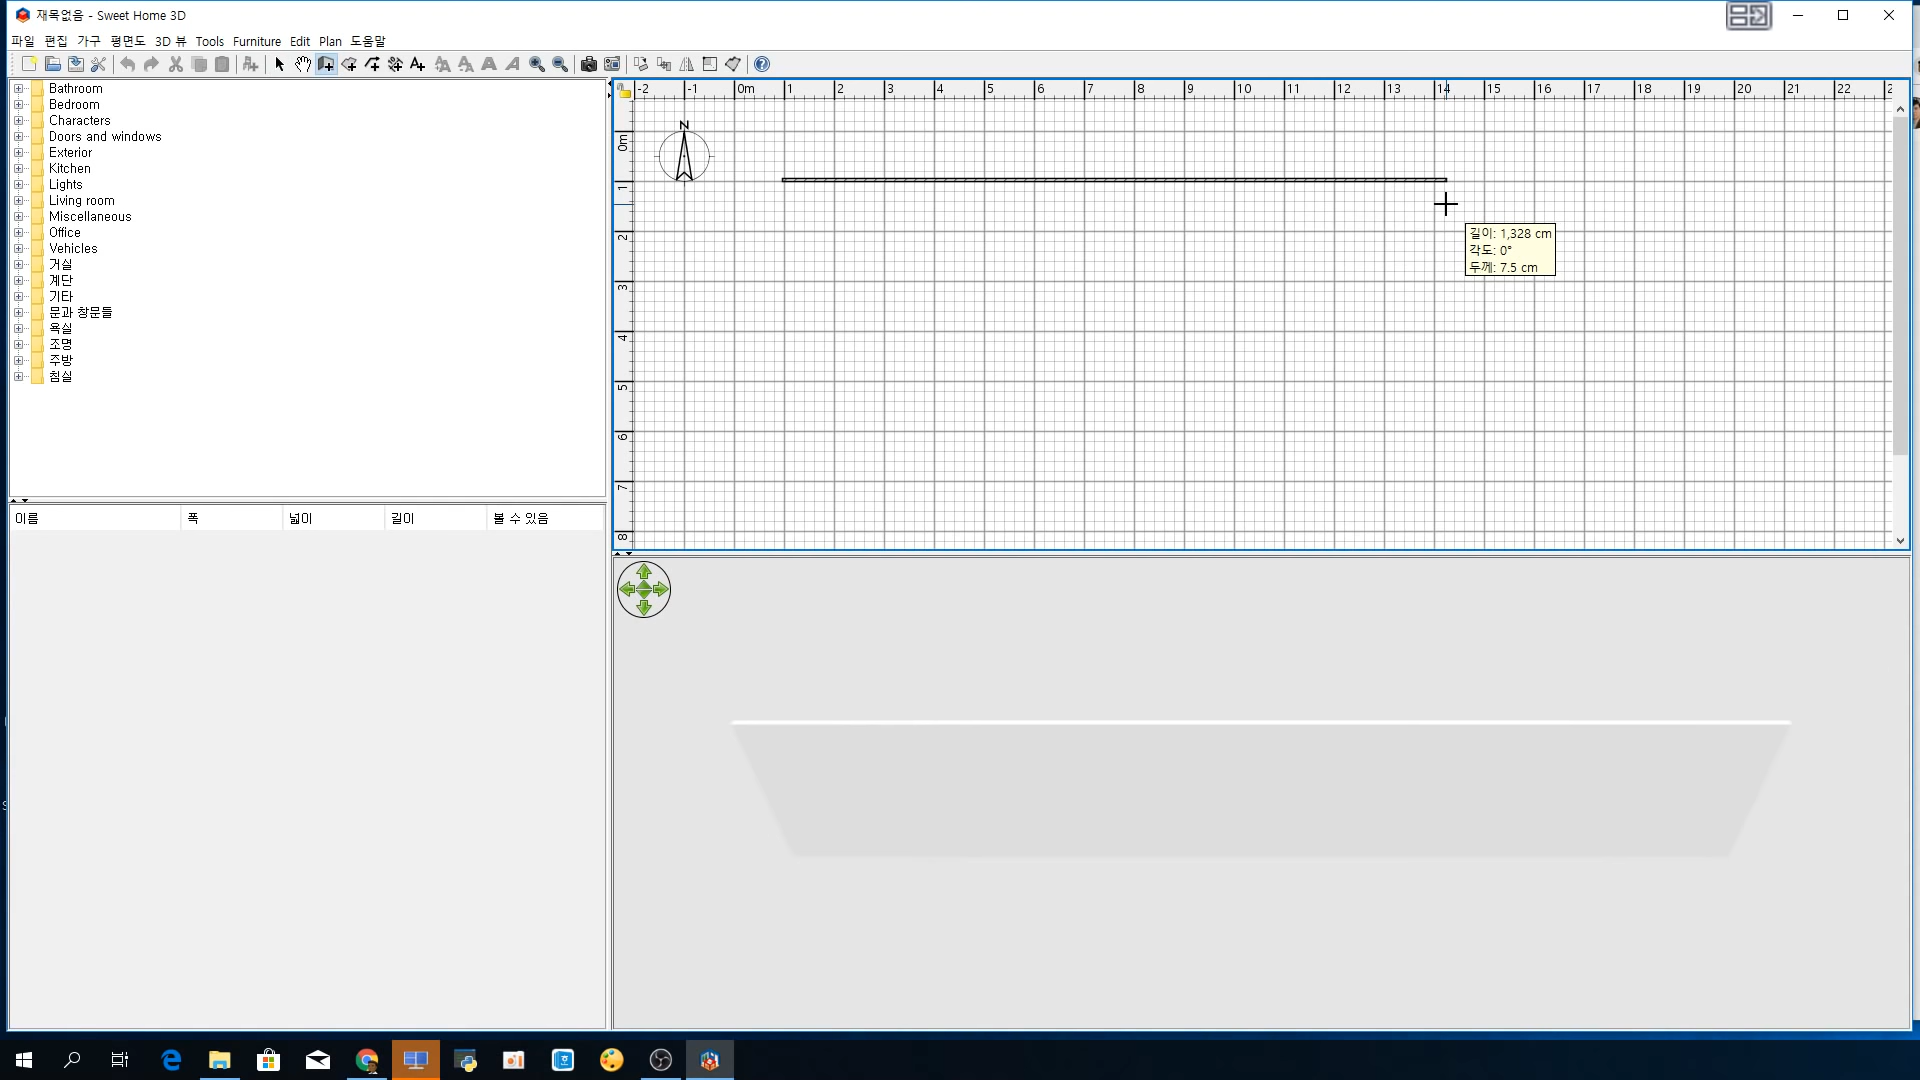 재목없음 - Sweet Home 3D
파일 편집 가구 평면도 3D 뷰 Tools Furniture Edit Plan 도움말
Bathroom
Bedroom
Characters
Doors and windows
Exterior
Kitchen
Lights
Living room
Miscellaneous
Office
Vehicles
거실
계단
기타
문과 창문들
욕실
조명
주방
침실
이름 폭 넓이 길이 볼 수 있음
-2 -1 0m 1 2 3 4 5 6 7 8 9 10 11 12 13 14 15 16 17 18 19 20 21 22 2
N
0m
1
2
3
4
5
6
7
8
길이: 1,328 cm
각도: 0°
두께: 7.5 cm